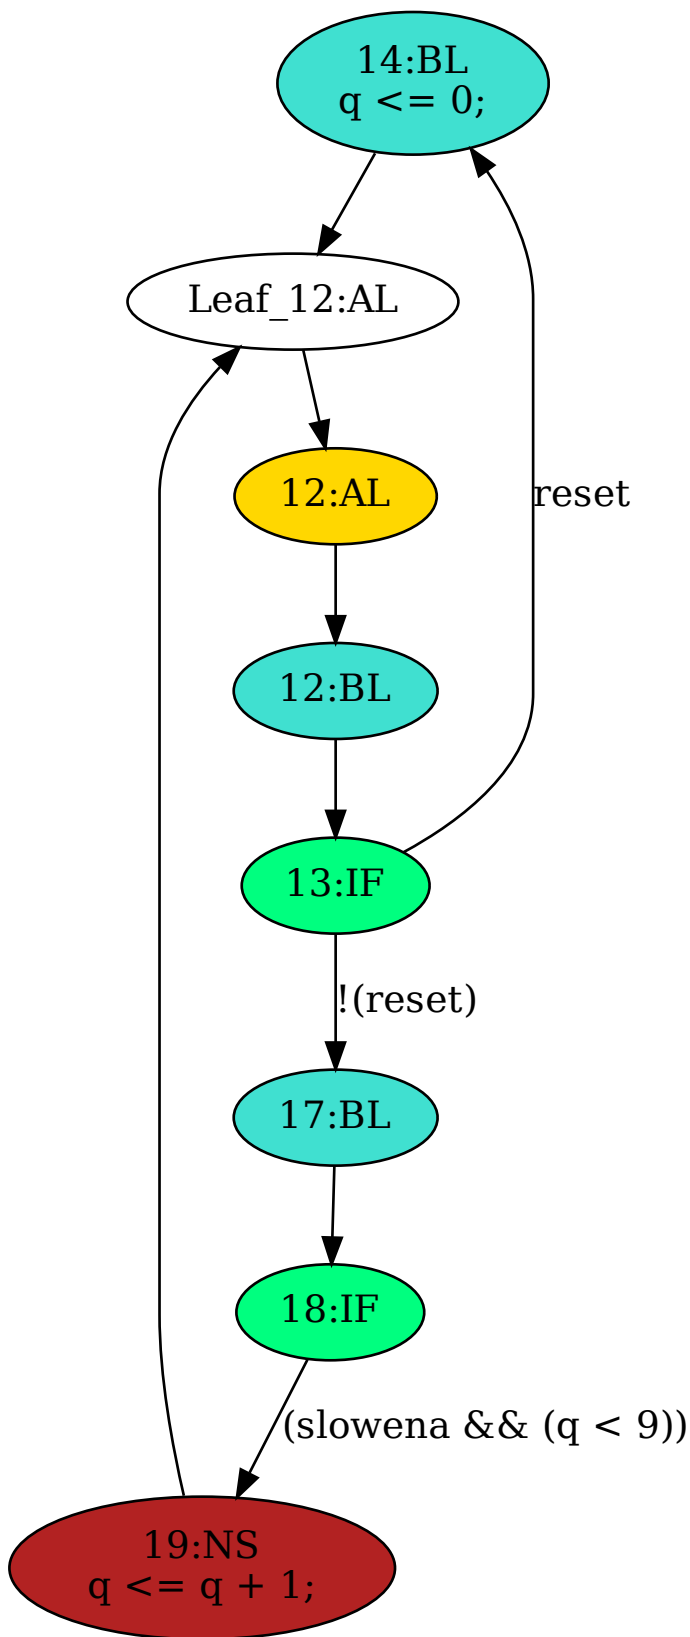 14:BL
q <= 0;
Leaf_12:AL
12:AL
reset
12:BL
13:IF
!(reset)
17:BL
18:IF
(slowena && (q < 9))
19:NS
q <= q + 1;